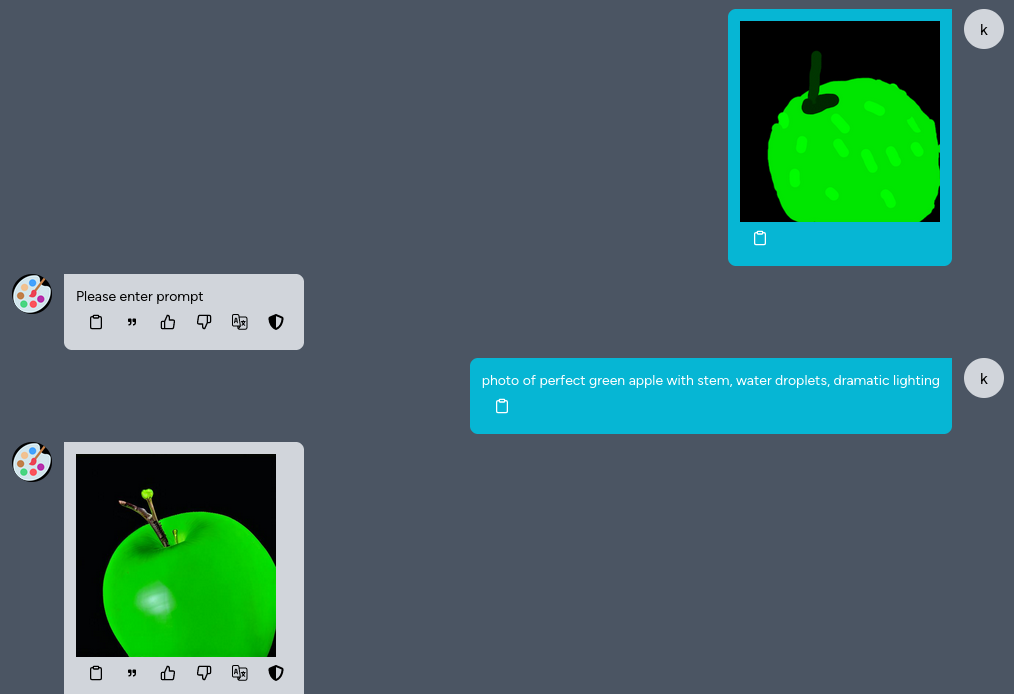 k
Please enter prompt
photo of perfect green apple with stem, water droplets, dramatic lighting
k